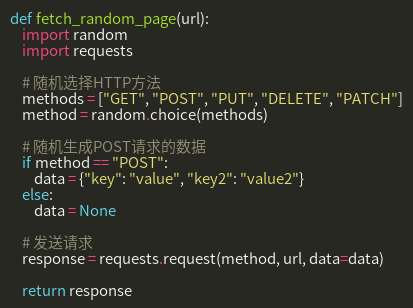 def fetch_random_page(url):
import random
import requests
# 随机选择HTTP方法
methods = ["GET", "POST", "PUT", "DELETE", "PATCH"]
method = random.choice(methods)
# 随机生成POST请求的数据
if method == "POST":
data = {"key": "value", "key2": "value2"}
else:
data = None
# 发送请求
response = requests.request(method, url, data=data)
return response